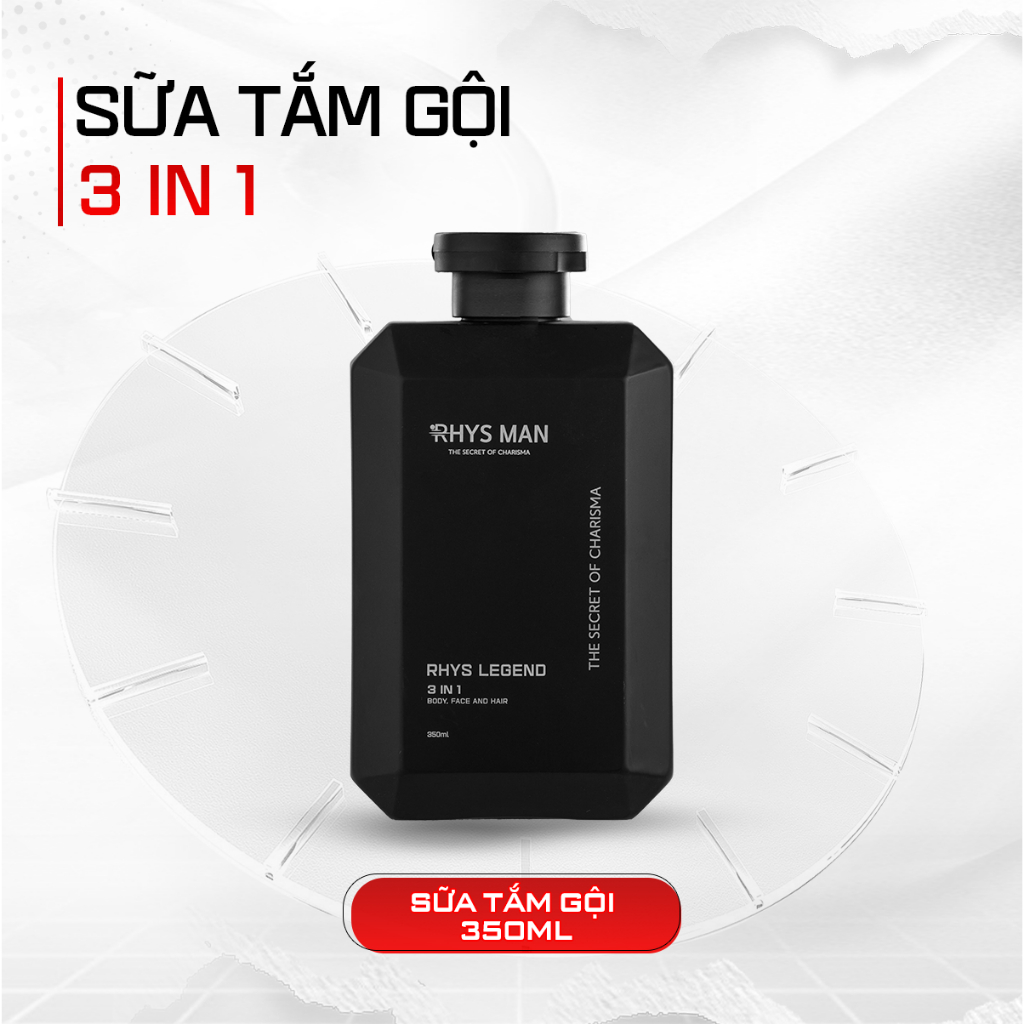 SỮA TẮM GỘI
3 IN 1
RHYS MAN
THE SECRET OF CHARISMA
THE SECRET OF CHARISMA
RHYS LEGEND
3 IN 1
BODY, FACE AND HAIR
350ml
SỮA TẮM GỘI
350ML